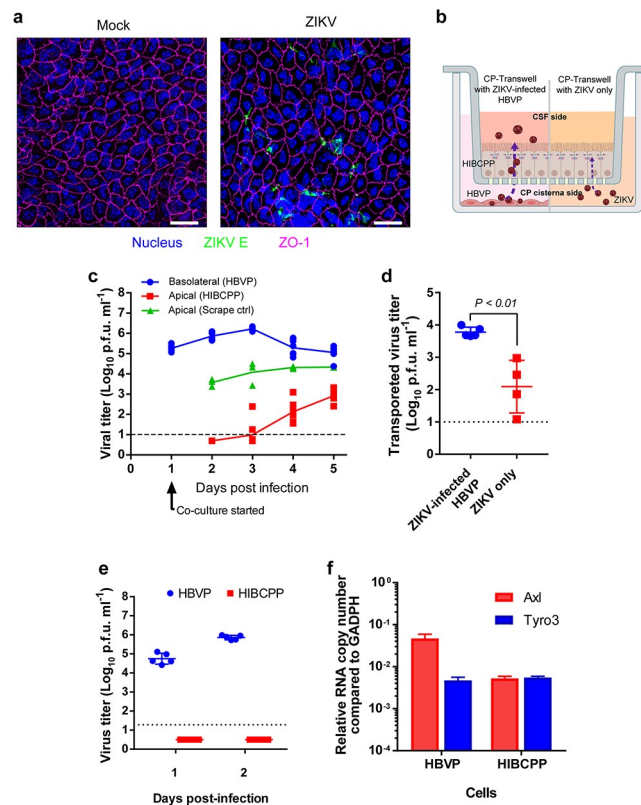 a
Mock
ZIKV
Nucleus ZIKV E ZO-1
b
CP-Transwell
with ZIKV-infected
HBVP
CP-Transwell
with ZIKV only
CSF side
HIBCPP
HBVP
CP cisterna side
ZIKV
c
Basolateral (HBVP)
Apical (HIBCPP)
Apical (Scrape ctrl)
Viral titer (Log10 p.f.u. ml-1)
8
7
6
5
4
3
2
1
0
0 1 2 3 4 5
Days post infection
Co-culture started
d
P < 0.01
Transporeted virus titer
(Log10 p.f.u. ml-1)
5
4
3
2
1
0
ZIKV-infected
HBVP
ZIKV only
e
HBVP HIBCPP
Virus titer (Log10 p.f.u. ml-1)
8
7
6
5
4
3
2
1
0
1 2
Days post-infection
f
Axl
Tyro3
Relative RNA copy number
compared to GADPH
100
10-1
10-2
10-3
10-4
HBVP HIBCPP
Cells